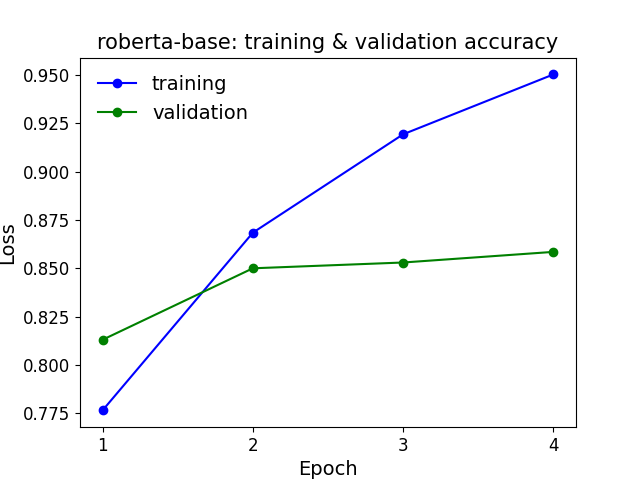 roberta-base: training & validation accuracy
training
validation
0.950
0.925
0.900
0.875
0.850
0.825
0.800
0.775
Loss
1 2 3 4
Epoch